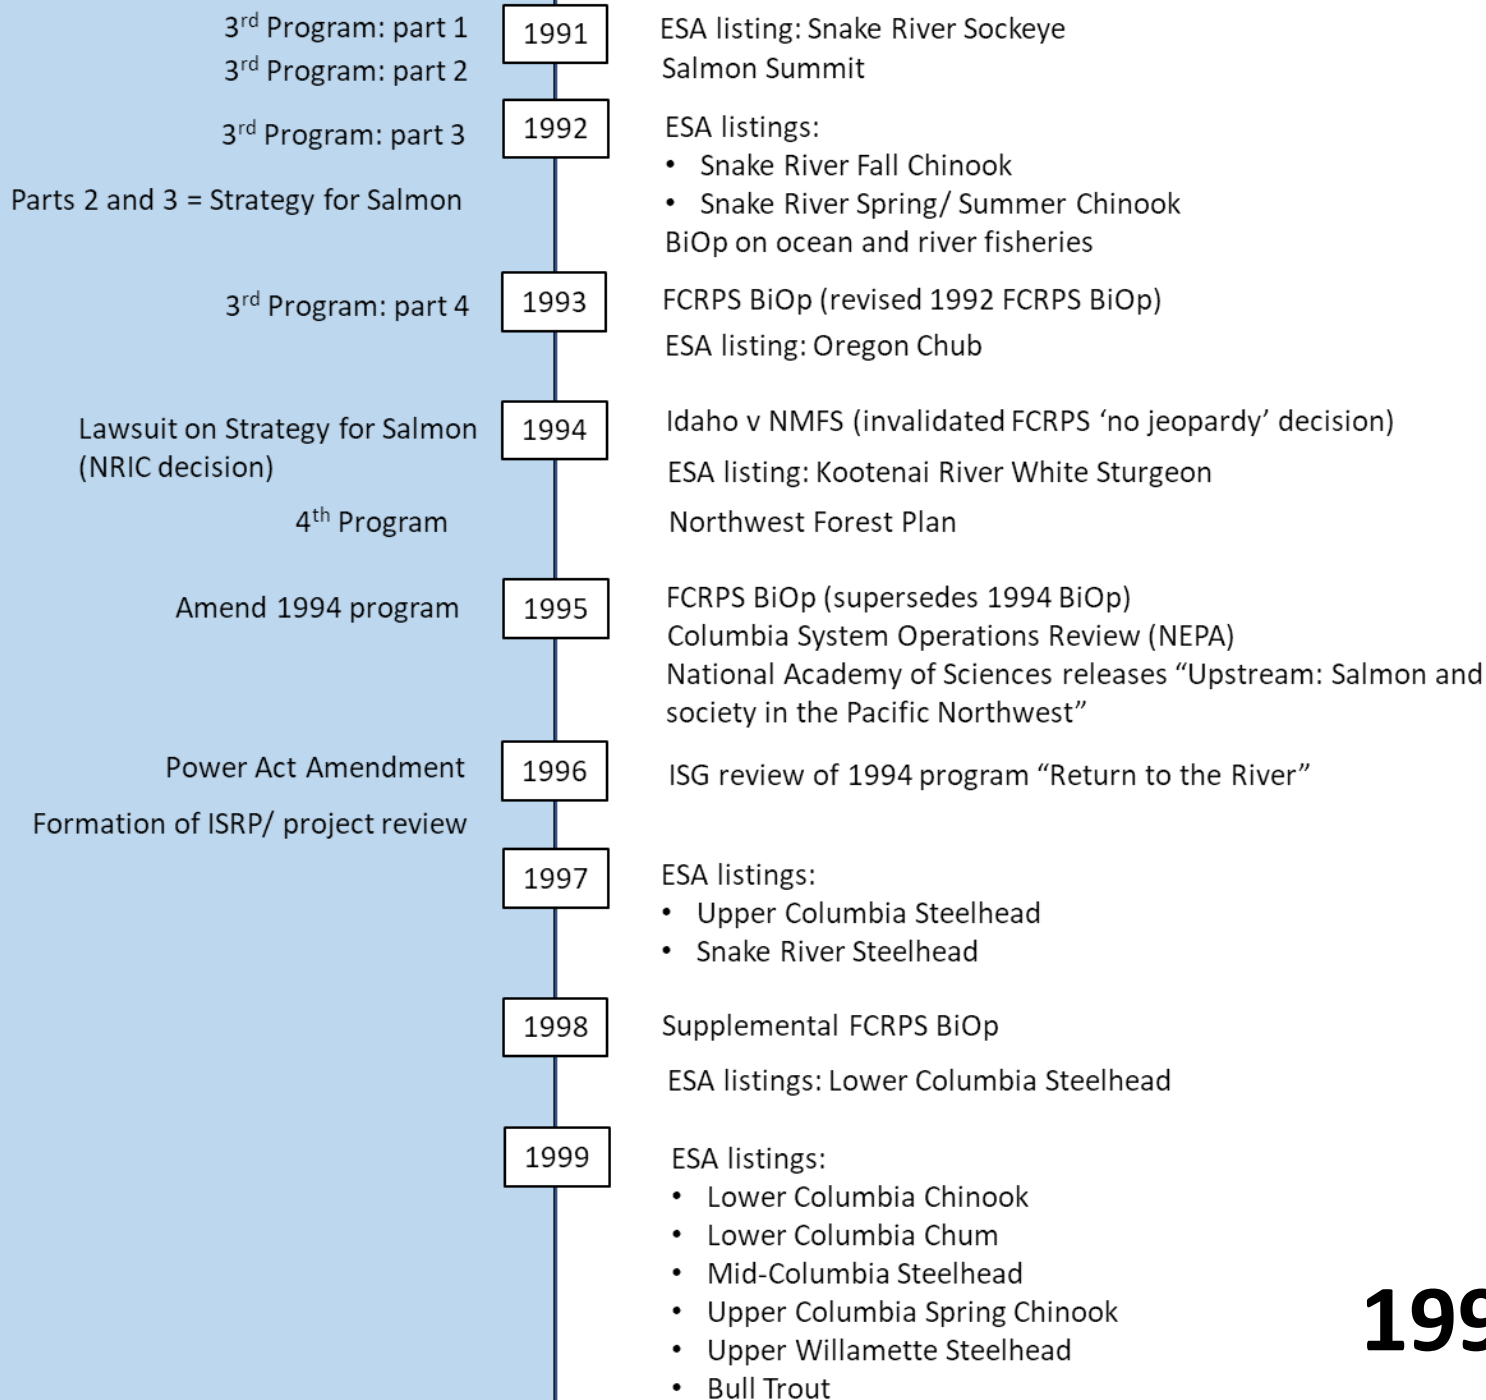 3rd Program: part 1
3rd Program: part 2
1991
ESA listing: Snake River Sockeye
Salmon Summit
3rd Program: part 3
Parts 2 and 3 = Strategy for Salmon
1992
ESA listings:
• Snake River Fall Chinook
• Snake River Spring/ Summer Chinook
BiOp on ocean and river fisheries
3rd Program: part 4
1993
FCRPS BiOp (revised 1992 FCRPS BiOp)
ESA listing: Oregon Chub
Lawsuit on Strategy for Salmon
(NRIC decision)
4th Program
1994
Idaho v NMFS (invalidated FCRPS ‘no jeopardy’ decision)
ESA listing: Kootenai River White Sturgeon
Northwest Forest Plan
Amend 1994 program
1995
FCRPS BiOp (supersedes 1994 BiOp)
Columbia System Operations Review (NEPA)
National Academy of Sciences releases “Upstream: Salmon and
society in the Pacific Northwest”
Power Act Amendment
Formation of ISRP/ project review
1996
ISG review of 1994 program “Return to the River”
1997
ESA listings:
• Upper Columbia Steelhead
• Snake River Steelhead
1998
Supplemental FCRPS BiOp
ESA listings: Lower Columbia Steelhead
1999
ESA listings:
• Lower Columbia Chinook
• Lower Columbia Chum
• Mid-Columbia Steelhead
• Upper Columbia Spring Chinook
• Upper Willamette Steelhead
• Bull Trout